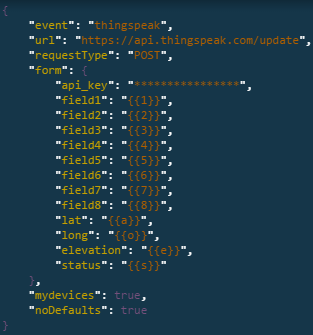 {
"event": "thingspeak",
"url": "https://api.thingspeak.com/update",
"requestType": "POST",
"form": {
"api_key": "****************",
"field1": "{{1}}",
"field2": "{{2}}",
"field3": "{{3}}",
"field4": "{{4}}",
"field5": "{{5}}",
"field6": "{{6}}",
"field7": "{{7}}",
"field8": "{{8}}",
"lat": "{{a}}",
"long": "{{o}}",
"elevation": "{{e}}",
"status": "{{s}}"
},
"mydevices": true,
"noDefaults": true
}